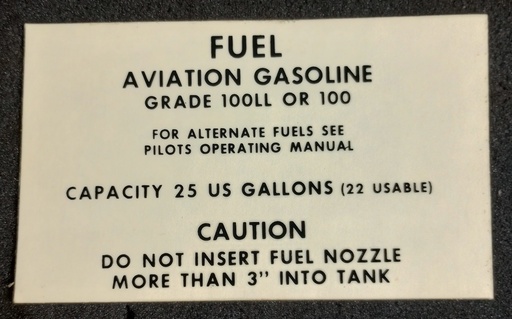 FUEL
AVIATION GASOLINE
GRADE 100LL OR 100
FOR ALTERNATE FUELS SEE
PILOTS OPERATING MANUAL
CAPACITY 25 US GALLONS (22 USABLE)
CAUTION
DO NOT INSERT FUEL NOZZLE
MORE THAN 3" INTO TANK